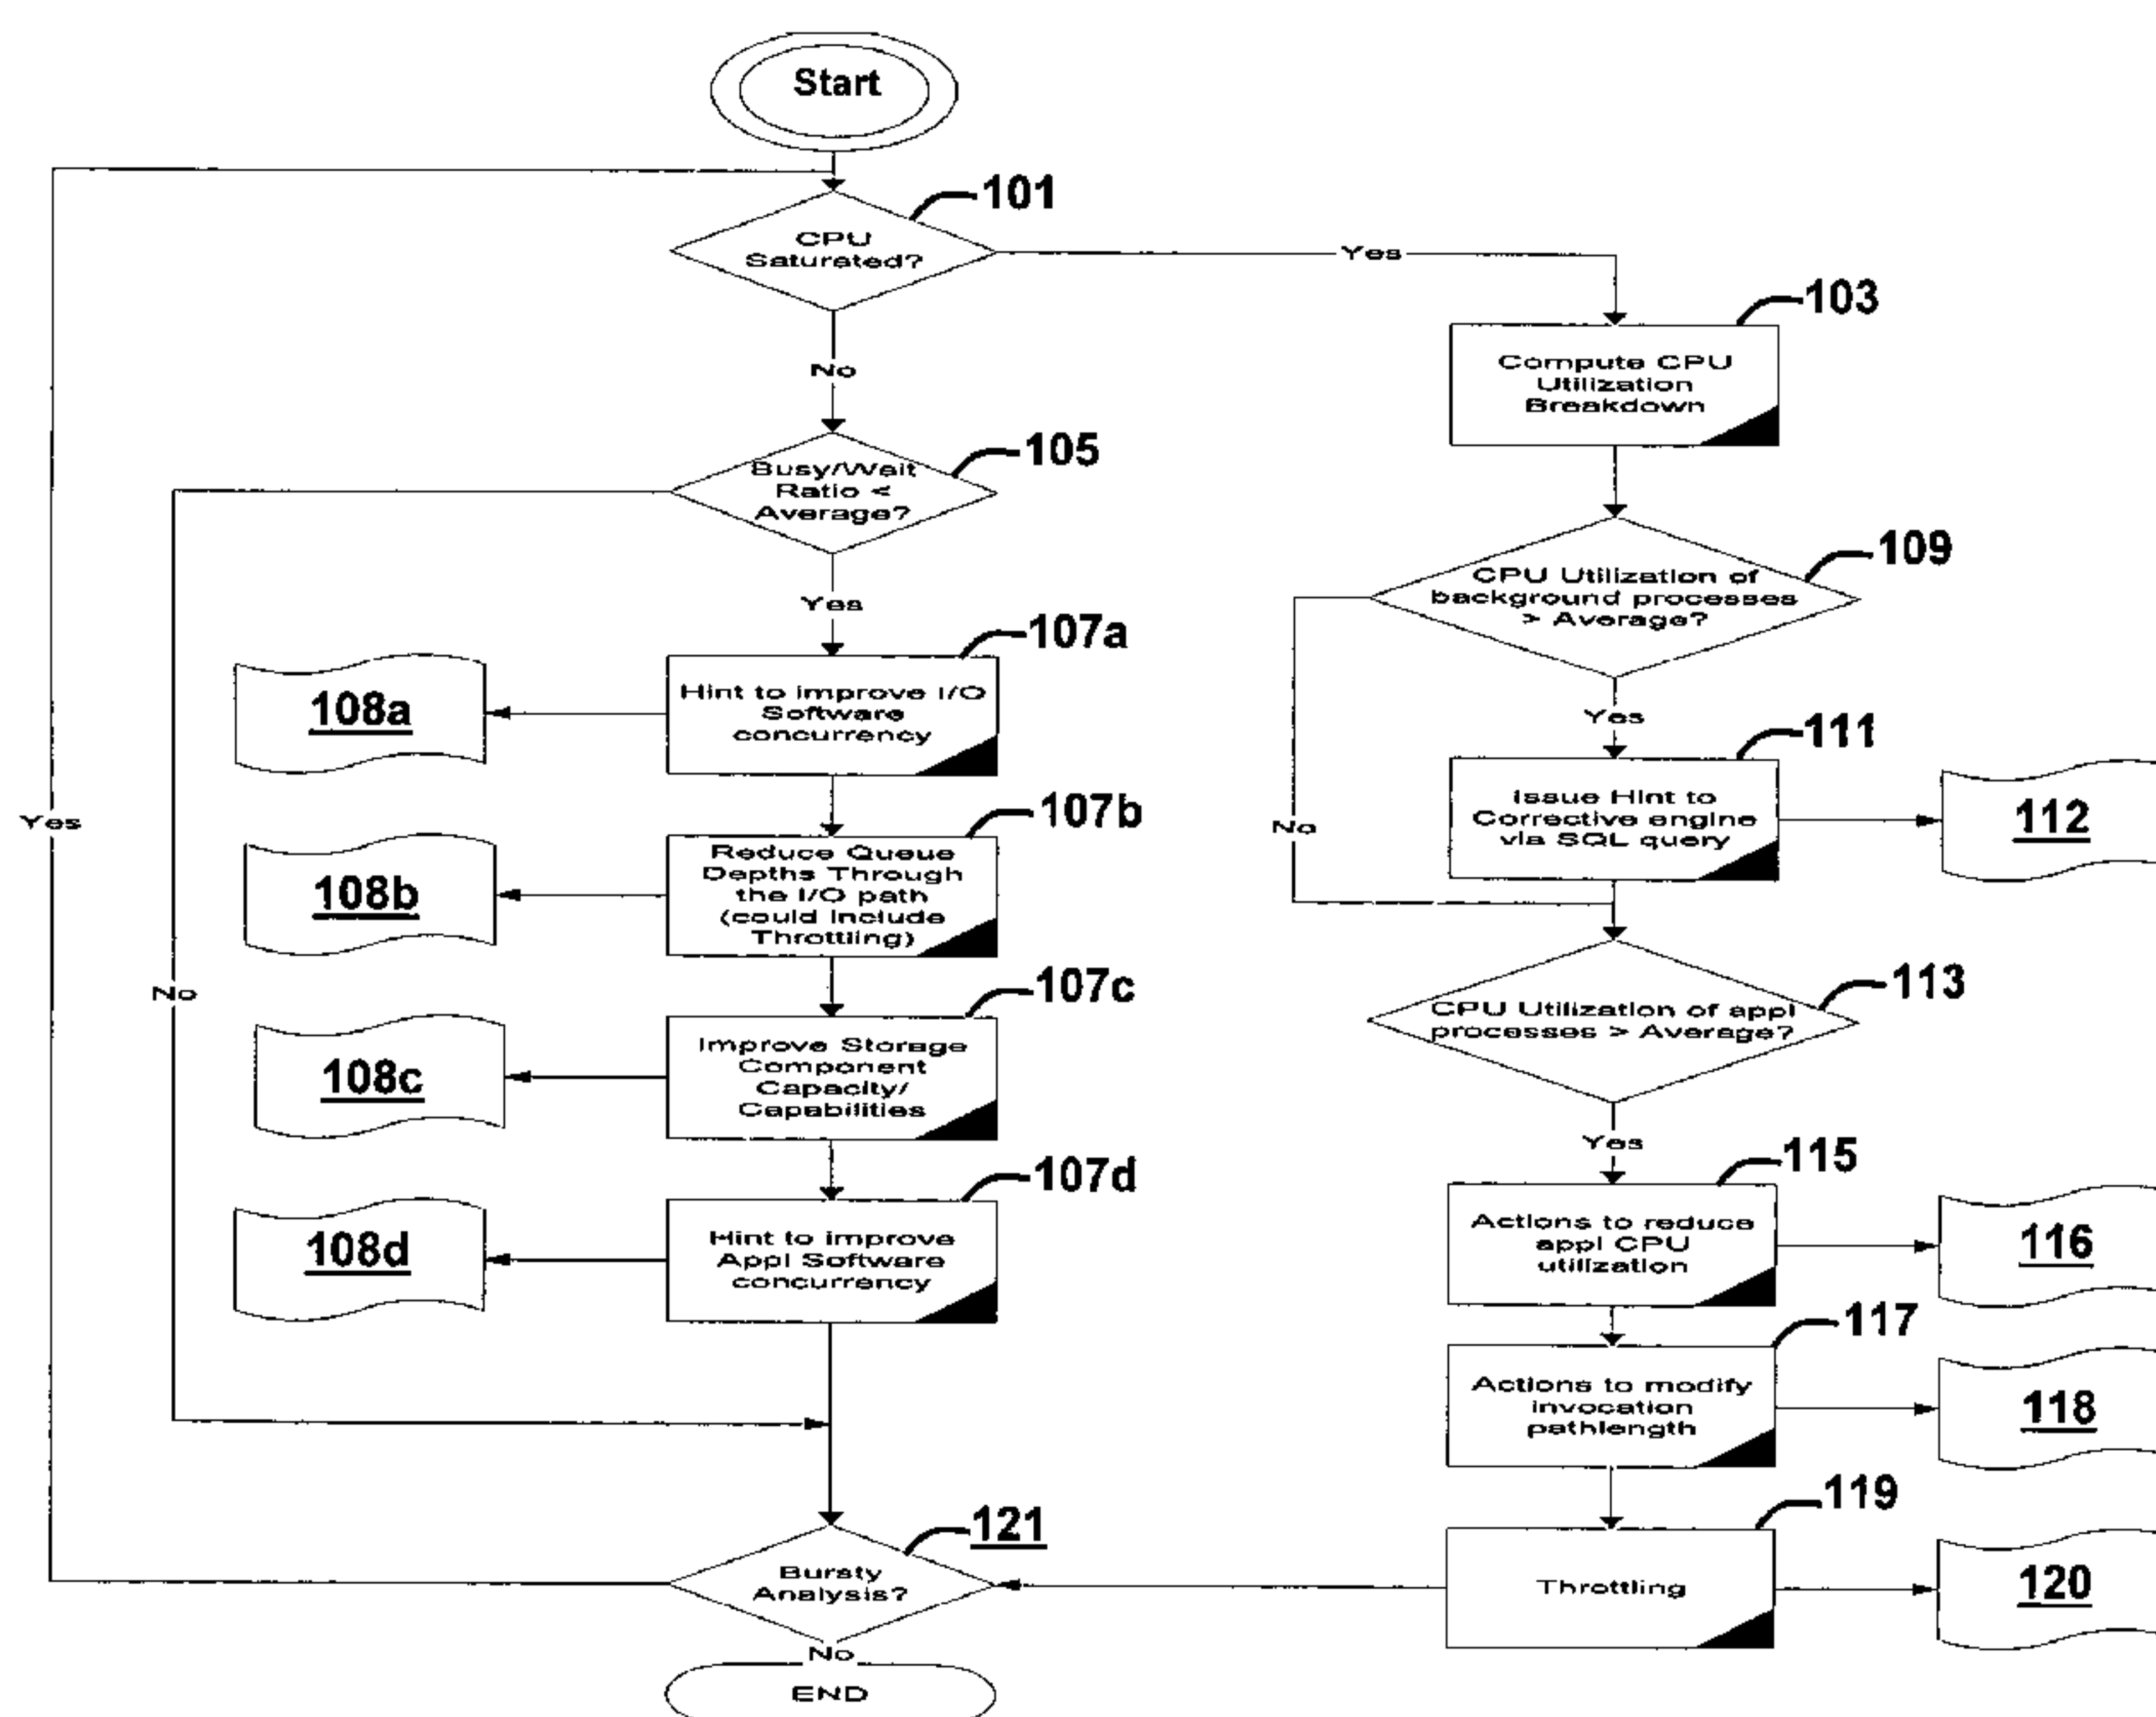 Start
101
CPU
Saturated?
Yes
103
Compute CPU
Utilization
Breakdown
No
105
Busy/Wait
Ratio <
Average?
109
CPU Utilization of
background processes
> Average?
Yes
107a
Hint to improve I/O
Software
concurrency
108a
Yes
111
Issue Hint to
Corrective engine
via SQL query
112
No
Yes
107b
Reduce Queue
Depths Through
the I/O path
(could include
Throttling)
108b
No
107c
Improve Storage
Component
Capacity/
Capabilities
108c
113
CPU Utilization of appl
processes > Average?
Yes
107d
Hint to improve
Appl Software
concurrency
108d
115
Actions to reduce
appl CPU
utilization
116
117
Actions to modify
invocation
pathlength
118
119
Throttling
120
121
Bursty
Analysis?
No
END